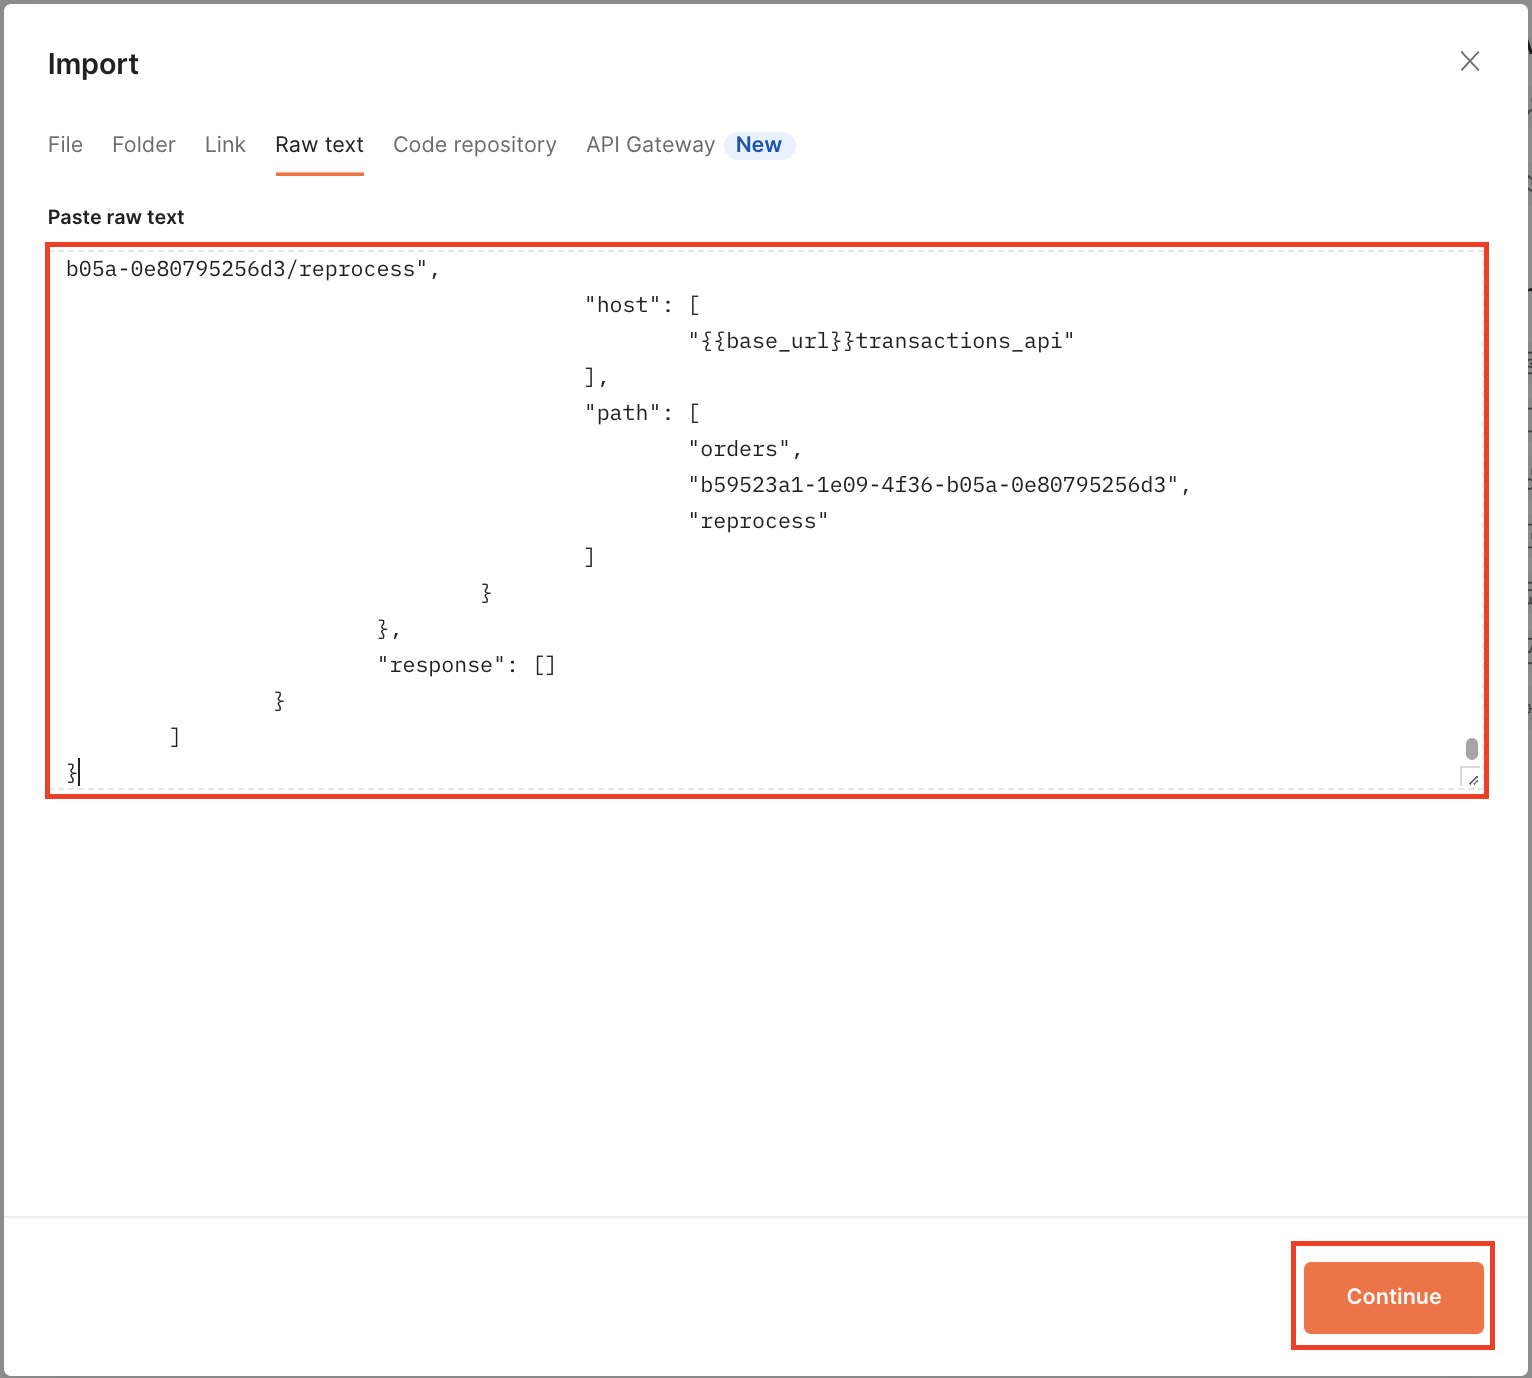 Import
File Folder Link Raw text Code repository API Gateway New
Paste raw text
b05a-0e80795256d3/reprocess",
"host": [
"{{base_url}}transactions_api"
],
"path": [
"orders",
"b59523a1-1e09-4f36-b05a-0e80795256d3",
"reprocess"
]
}
},
"response": []
}
]
}
Continue